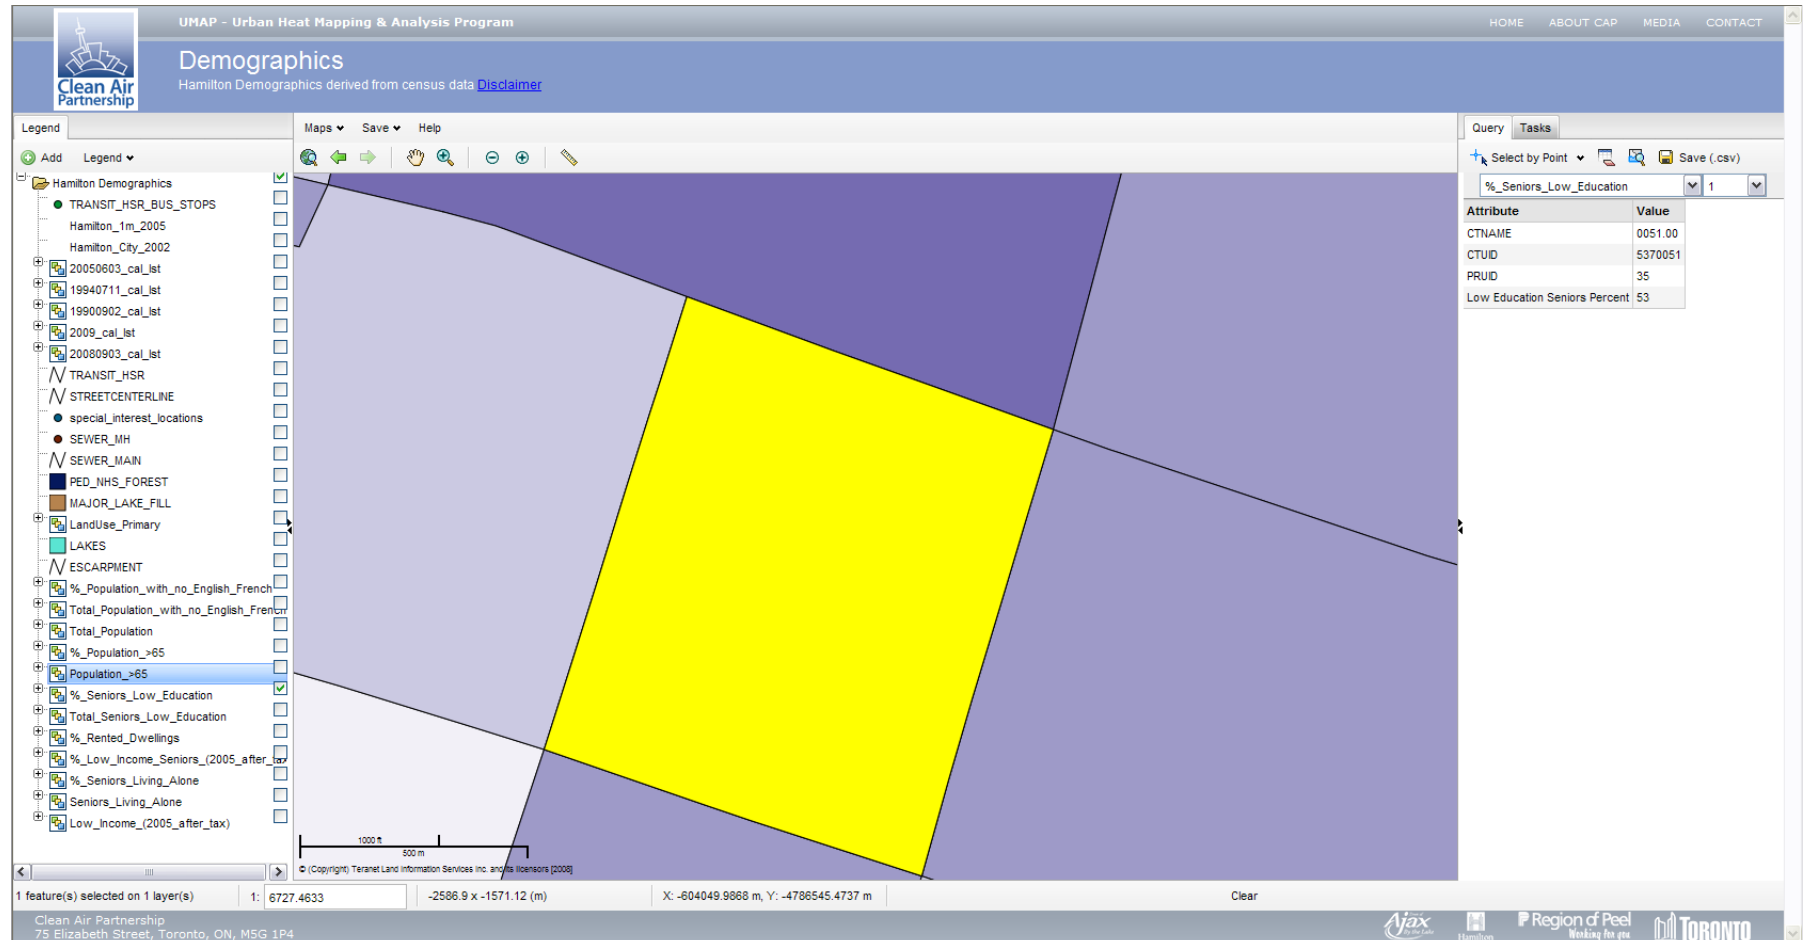 UMAP - Urban Heat Mapping & Analysis Program
HOME ABOUT CAP MEDIA CONTACT
Clean Air
Partnership
Demographics
Hamilton Demographics derived from census data Disclaimer
Legend
Maps Save Help
Query Tasks
Add Legend
Select by Point Save (.csv)
%_Seniors_Low_Education 1
Attribute Value
CTNAME 0051.00
CTUID 5370051
PRUID 35
Low Education Seniors Percent 53
Hamilton Demographics
TRANSIT_HSR_BUS_STOPS
Hamilton_1m_2005
Hamilton_City_2002
20050603_cal_lst
19940711_cal_lst
19900902_cal_lst
2009_cal_lst
20080903_cal_lst
TRANSIT_HSR
STREETCENTERLINE
special_interest_locations
SEWER_MH
SEWER_MAIN
PED_NHS_FOREST
MAJOR_LAKE_FILL
LandUse_Primary
LAKES
ESCARPMENT
%_Population_with_no_English_French
Total_Population_with_no_English_French
Total_Population
%_Population_>65
Population_>65
%_Seniors_Low_Education
Total_Seniors_Low_Education
%_Rented_Dwellings
%_Low_Income_Seniors_(2005_after_tax
%_Seniors_Living_Alone
Seniors_Living_Alone
Low_Income_(2005_after_tax)
1000 ft
500 m
© (Copyright) Teranet Land Information Services Inc. and its licensors [2008]
1 feature(s) selected on 1 layer(s) 1: 6727.4633 -2586.9 x -1571.12 (m) X: -604049.9868 m, Y: -4786545.4737 m Clear
Clean Air Partnership
75 Elizabeth Street, Toronto, ON, M5G 1P4
Ajax
By the Lake
Hamilton
Region of Peel
Working for you
TORONTO